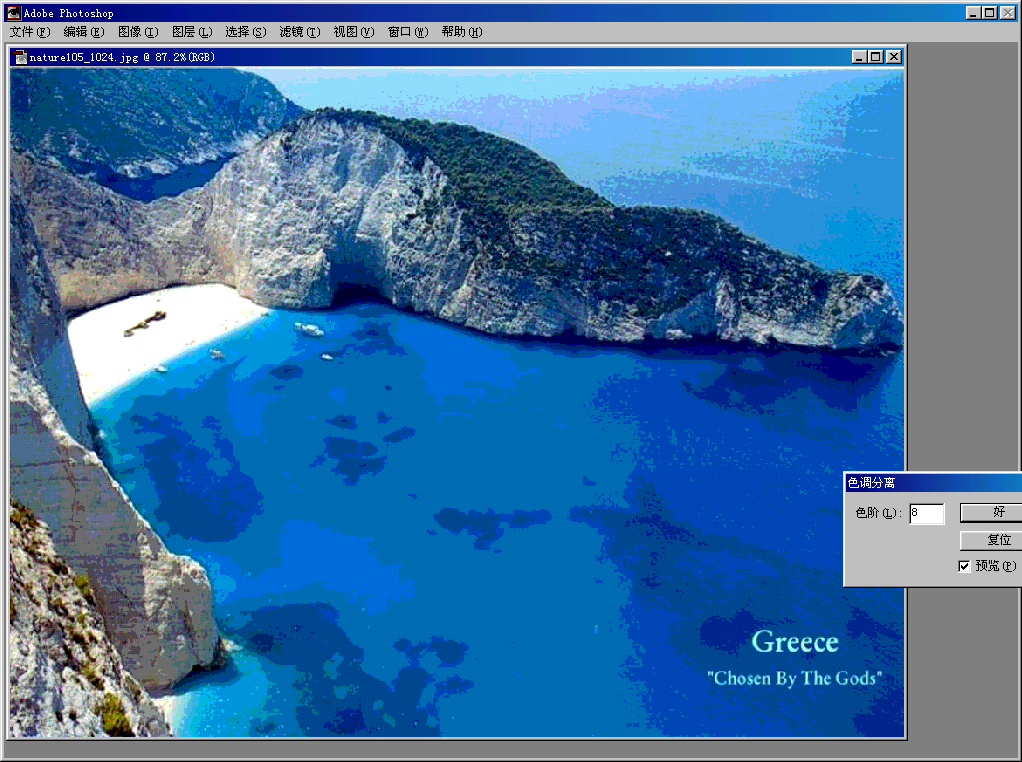 Adobe Photoshop
文件(F) 编辑(E) 图像(I) 图层(L) 选择(S) 滤镜(T) 视图(V) 窗口(W) 帮助(H)
nature105_1024.jpg @ 87.2%(RGB)
色调分离
色阶(L): 8
好
复位
预览(P)
Greece
"Chosen By The Gods"